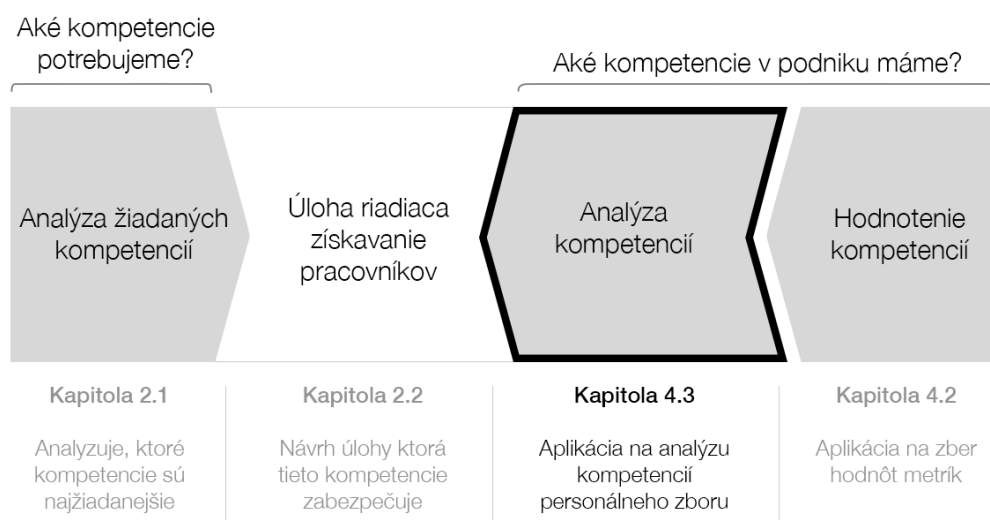 Aké kompetencie
potrebujeme?
Aké kompetencie v podniku máme?
Analýza žiadaných
kompetencií
Úloha riadiaca
získavanie
pracovníkov
Analýza
kompetencií
Hodnotenie
kompetencií
Kapitola 2.1
Analyzuje, ktoré
kompetencie sú
najžiadanejšie
Kapitola 2.2
Návrh úlohy ktorá
tieto kompetencie
zabezpečuje
Kapitola 4.3
Aplikácia na analýzu
kompetencií
personálneho zboru
Kapitola 4.2
Aplikácia na zber
hodnôt metrík